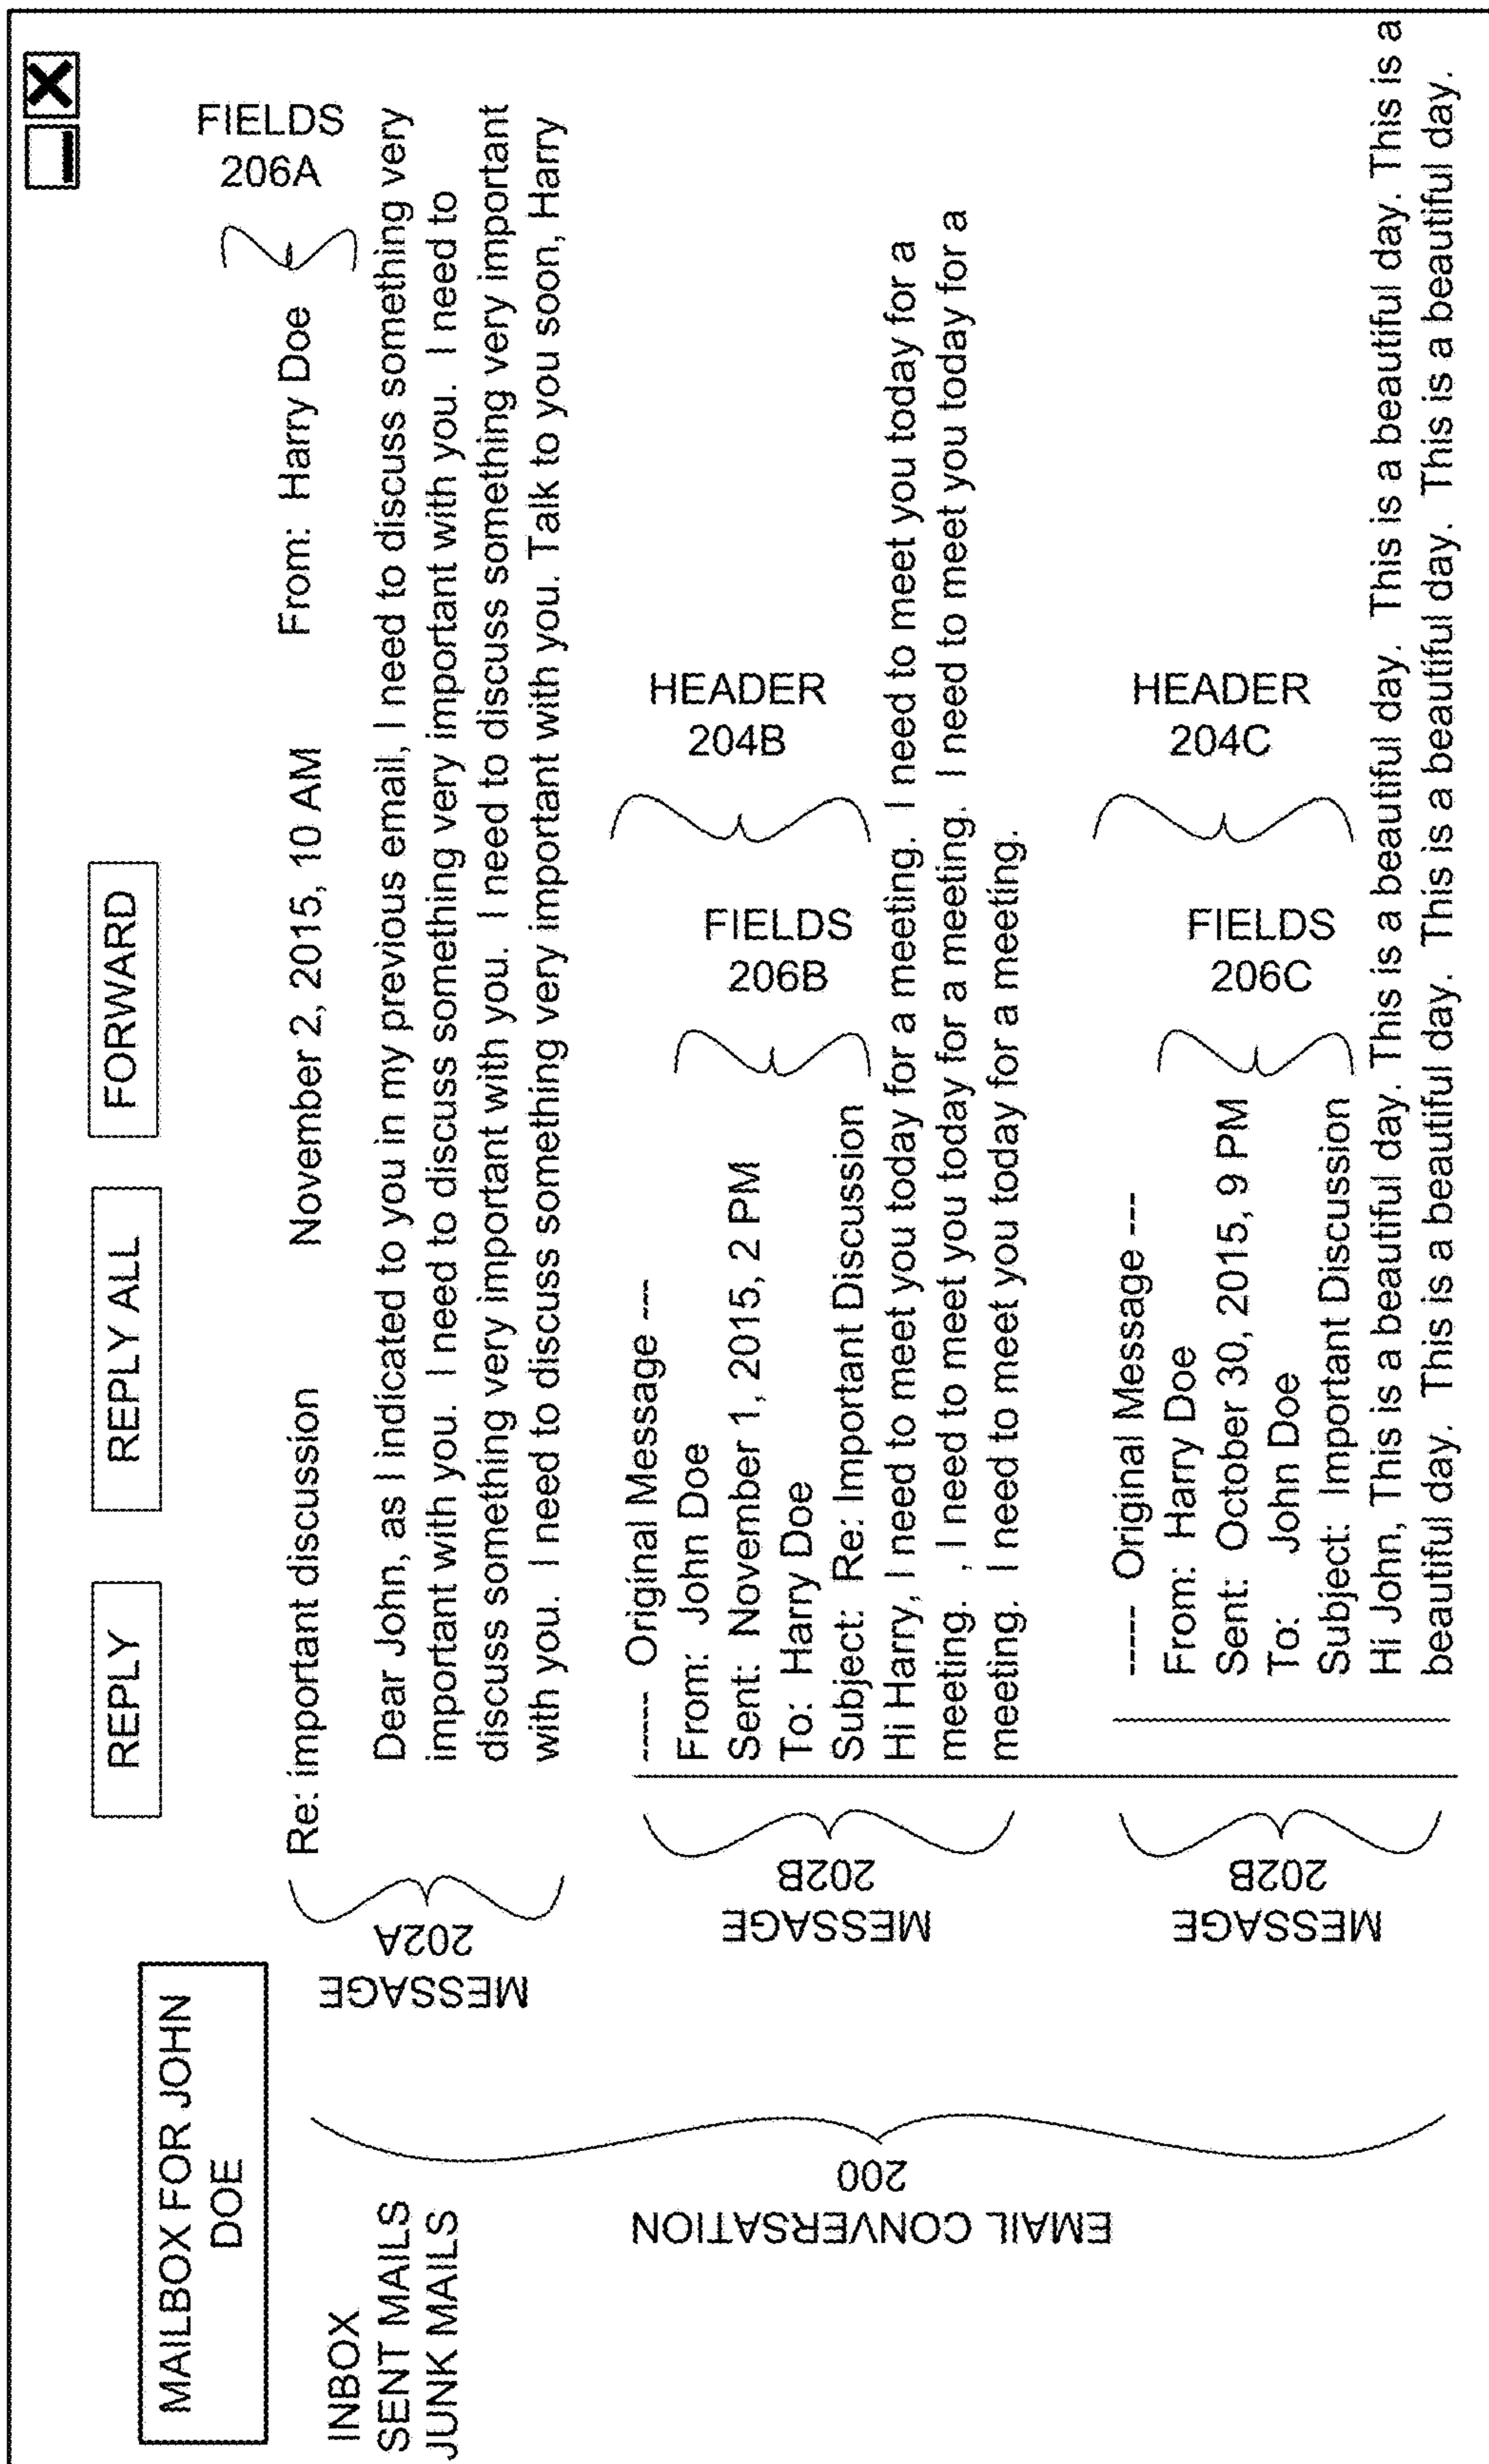 MAILBOX FOR JOHN
DOE
REPLY
REPLY ALL
FORWARD
INBOX
SENT MAILS
JUNK MAILS
EMAIL CONVERSATION
200
MESSAGE
202A
Re: important discussion November 2, 2015, 10 AM From: Harry Doe
FIELDS
206A
Dear John, as I indicated to you in my previous email, I need to discuss something very
important with you. I need to discuss something very important with you. I need to
discuss something very important with you. I need to discuss something very important
with you. I need to discuss something very important with you. Talk to you soon, Harry
MESSAGE
202B
----- Original Message ----
From: John Doe
Sent: November 1, 2015, 2 PM
To: Harry Doe
Subject: Re: Important Discussion
FIELDS
206B
HEADER
204B
Hi Harry, I need to meet you today for a meeting. I need to meet you today for a
meeting. , I need to meet you today for a meeting. I need to meet you today for a
meeting. I need to meet you today for a meeting.
MESSAGE
202B
----- Original Message ----
From: Harry Doe
Sent: October 30, 2015, 9 PM
To: John Doe
Subject: Important Discussion
FIELDS
206C
HEADER
204C
Hi John, This is a beautiful day. This is a beautiful day. This is a beautiful day. This is a
beautiful day. This is a beautiful day. This is a beautiful day. This is a beautiful day.